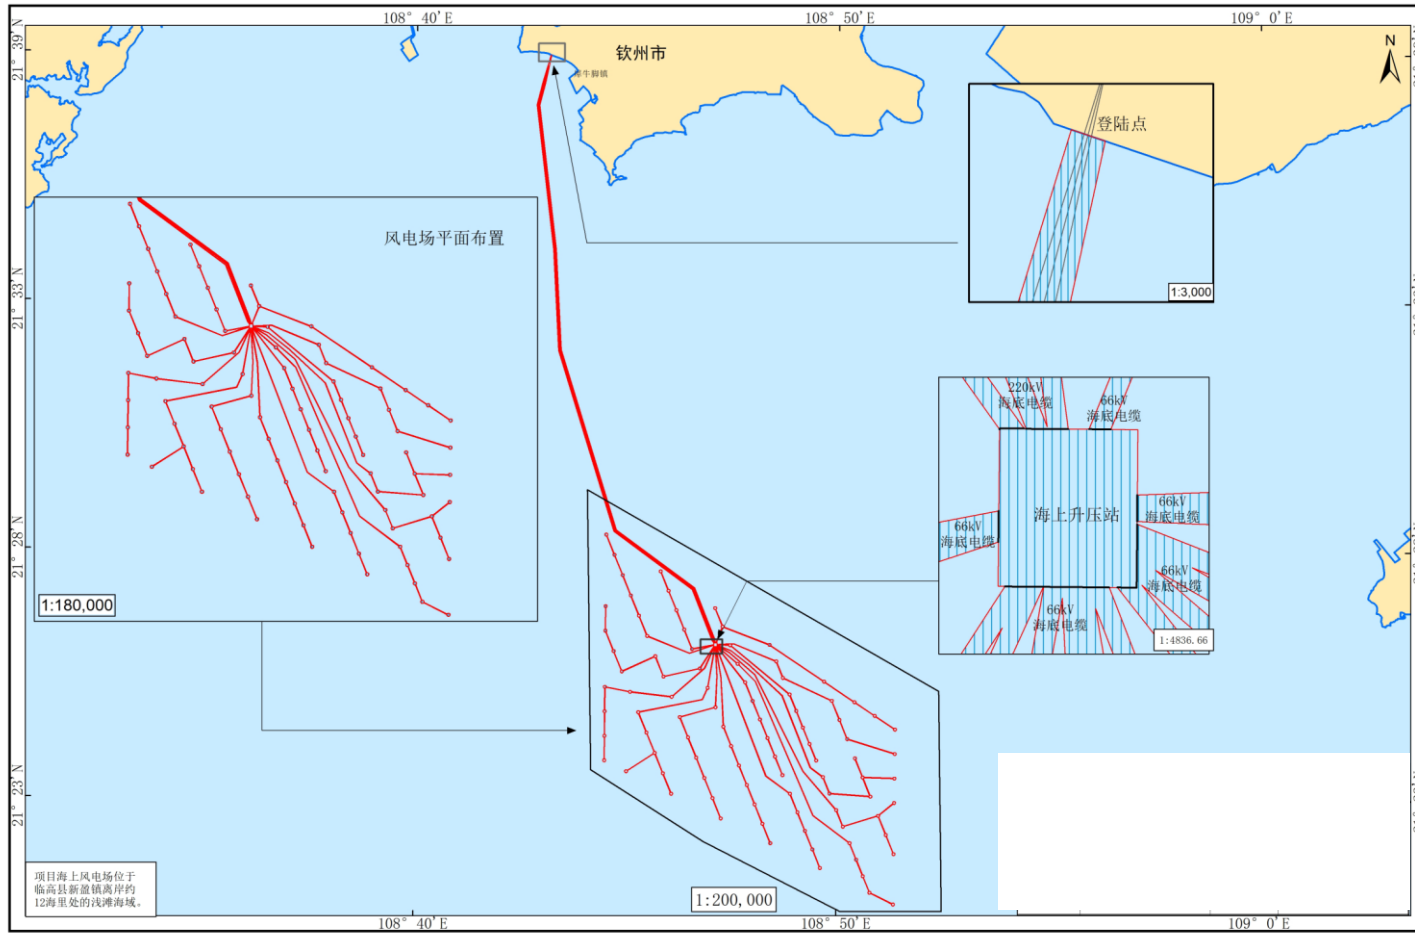 108° 40′E
108° 50′E
109° 0′E
21° 39′N
21° 33′N
21° 28′N
21° 23′N
钦州市
犀牛脚镇
N
登陆点
1:3,000
风电场平面布置
1:180,000
220kV
海底电缆
66kV
海底电缆
66kV
海底电缆
66kV
海底电缆
海上升压站
66kV
海底电缆
66kV
海底电缆
1:4836.66
项目海上风电场位于
临高县新盈镇离岸约
12海里处的浅滩海域。
1:200,000
108° 40′E
108° 50′E
109° 0′E